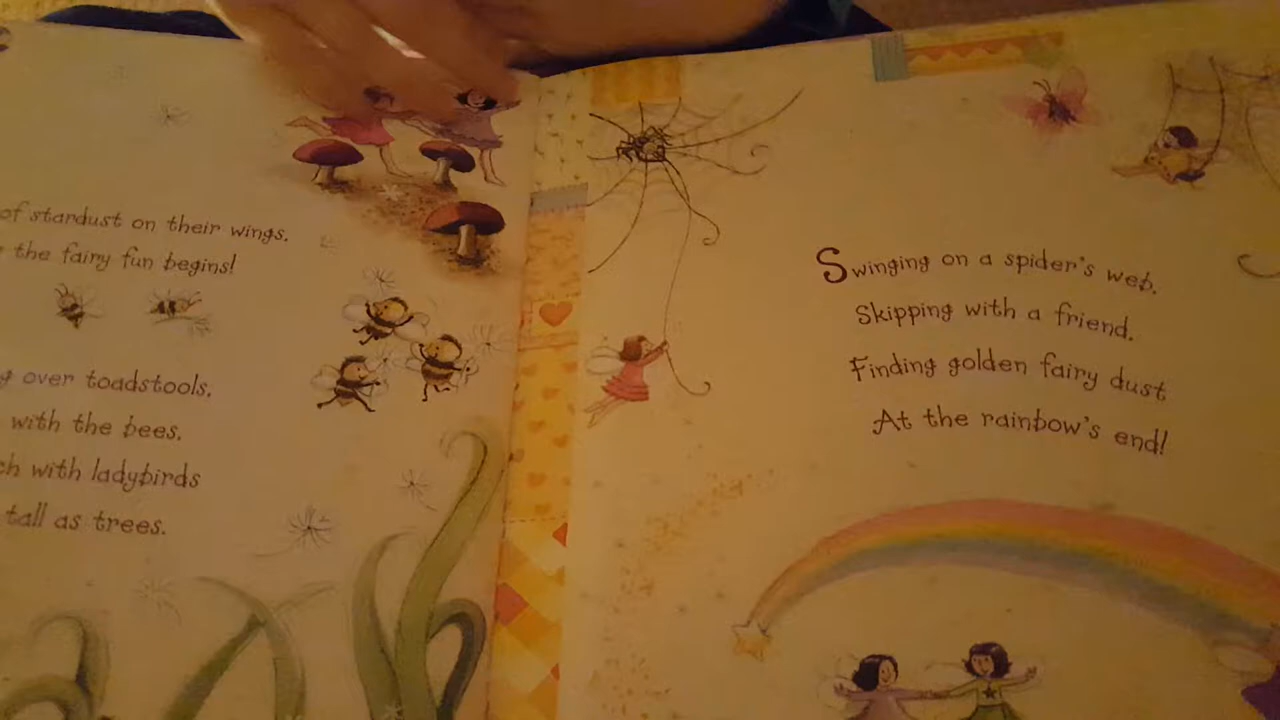 of stardust on their wings.
the fairy fun begins!
over toadstools.
with the bees.
with ladybirds
tall as trees.
Swinging on a spider's web.
Skipping with a friend.
Finding golden fairy dust
At the rainbow's end!